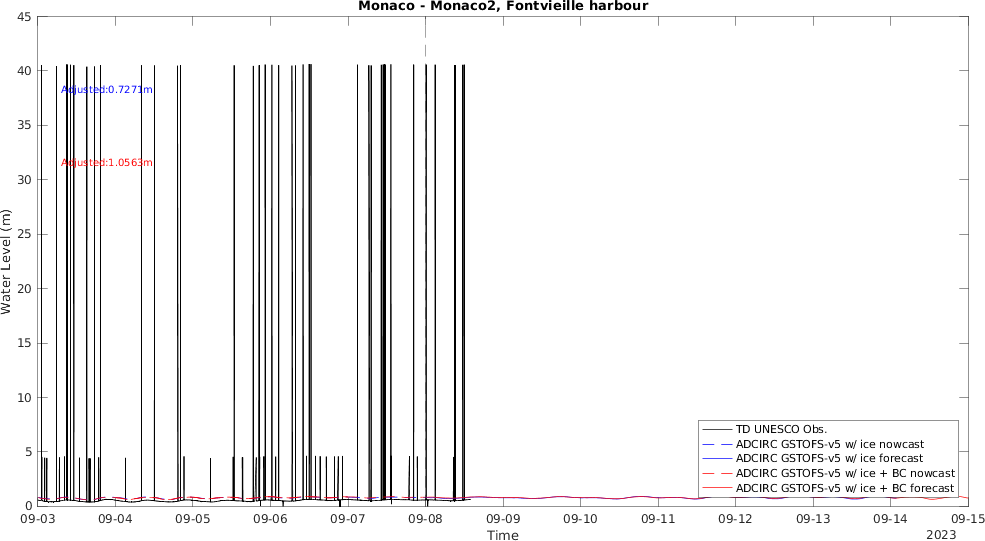 Monaco - Monaco2, Fontvieille harbour
45
40
35
30
25
20
15
10
5
0
Water Level (m)
Adjusted:0.7271m
Adjusted:1.0563m
TD UNESCO Obs.
ADCIRC GSTOFS-v5 w/ ice nowcast
ADCIRC GSTOFS-v5 w/ ice forecast
ADCIRC GSTOFS-v5 w/ ice + BC nowcast
ADCIRC GSTOFS-v5 w/ ice + BC forecast
09-03 09-04 09-05 09-06 09-07 09-08 09-09 09-10 09-11 09-12 09-13 09-14 09-15
Time
2023